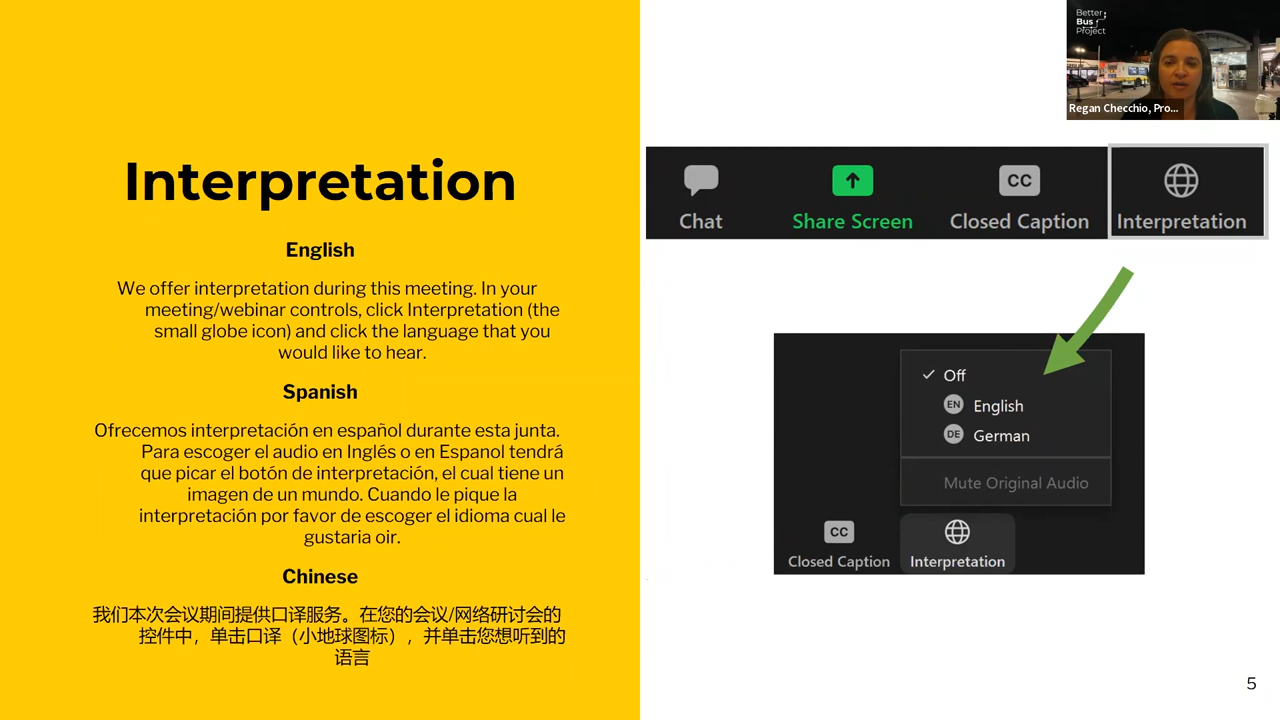 Interpretation
English
We offer interpretation during this meeting. In your
meeting/webinar controls, click Interpretation (the
small globe icon) and click the language that you
would like to hear.
Spanish
Ofrecemos interpretación en español durante esta junta.
Para escoger el audio en Inglés o en Espanol tendrá
que picar el botón de interpretación, el cual tiene un
imagen de un mundo. Cuando le pique la
interpretación por favor de escoger el idioma cual le
gustaria oir.
Chinese
我们本次会议期间提供口译服务。在您的会议/网络研讨会的
控件中，单击口译（小地球图标），并单击您想听到的
语言
Better
Bus
Project
Regan Checchio, Pro...
CC
Chat
Share Screen
Closed Caption
Interpretation
Off
EN English
DE German
Mute Original Audio
CC
Closed Caption
Interpretation
5